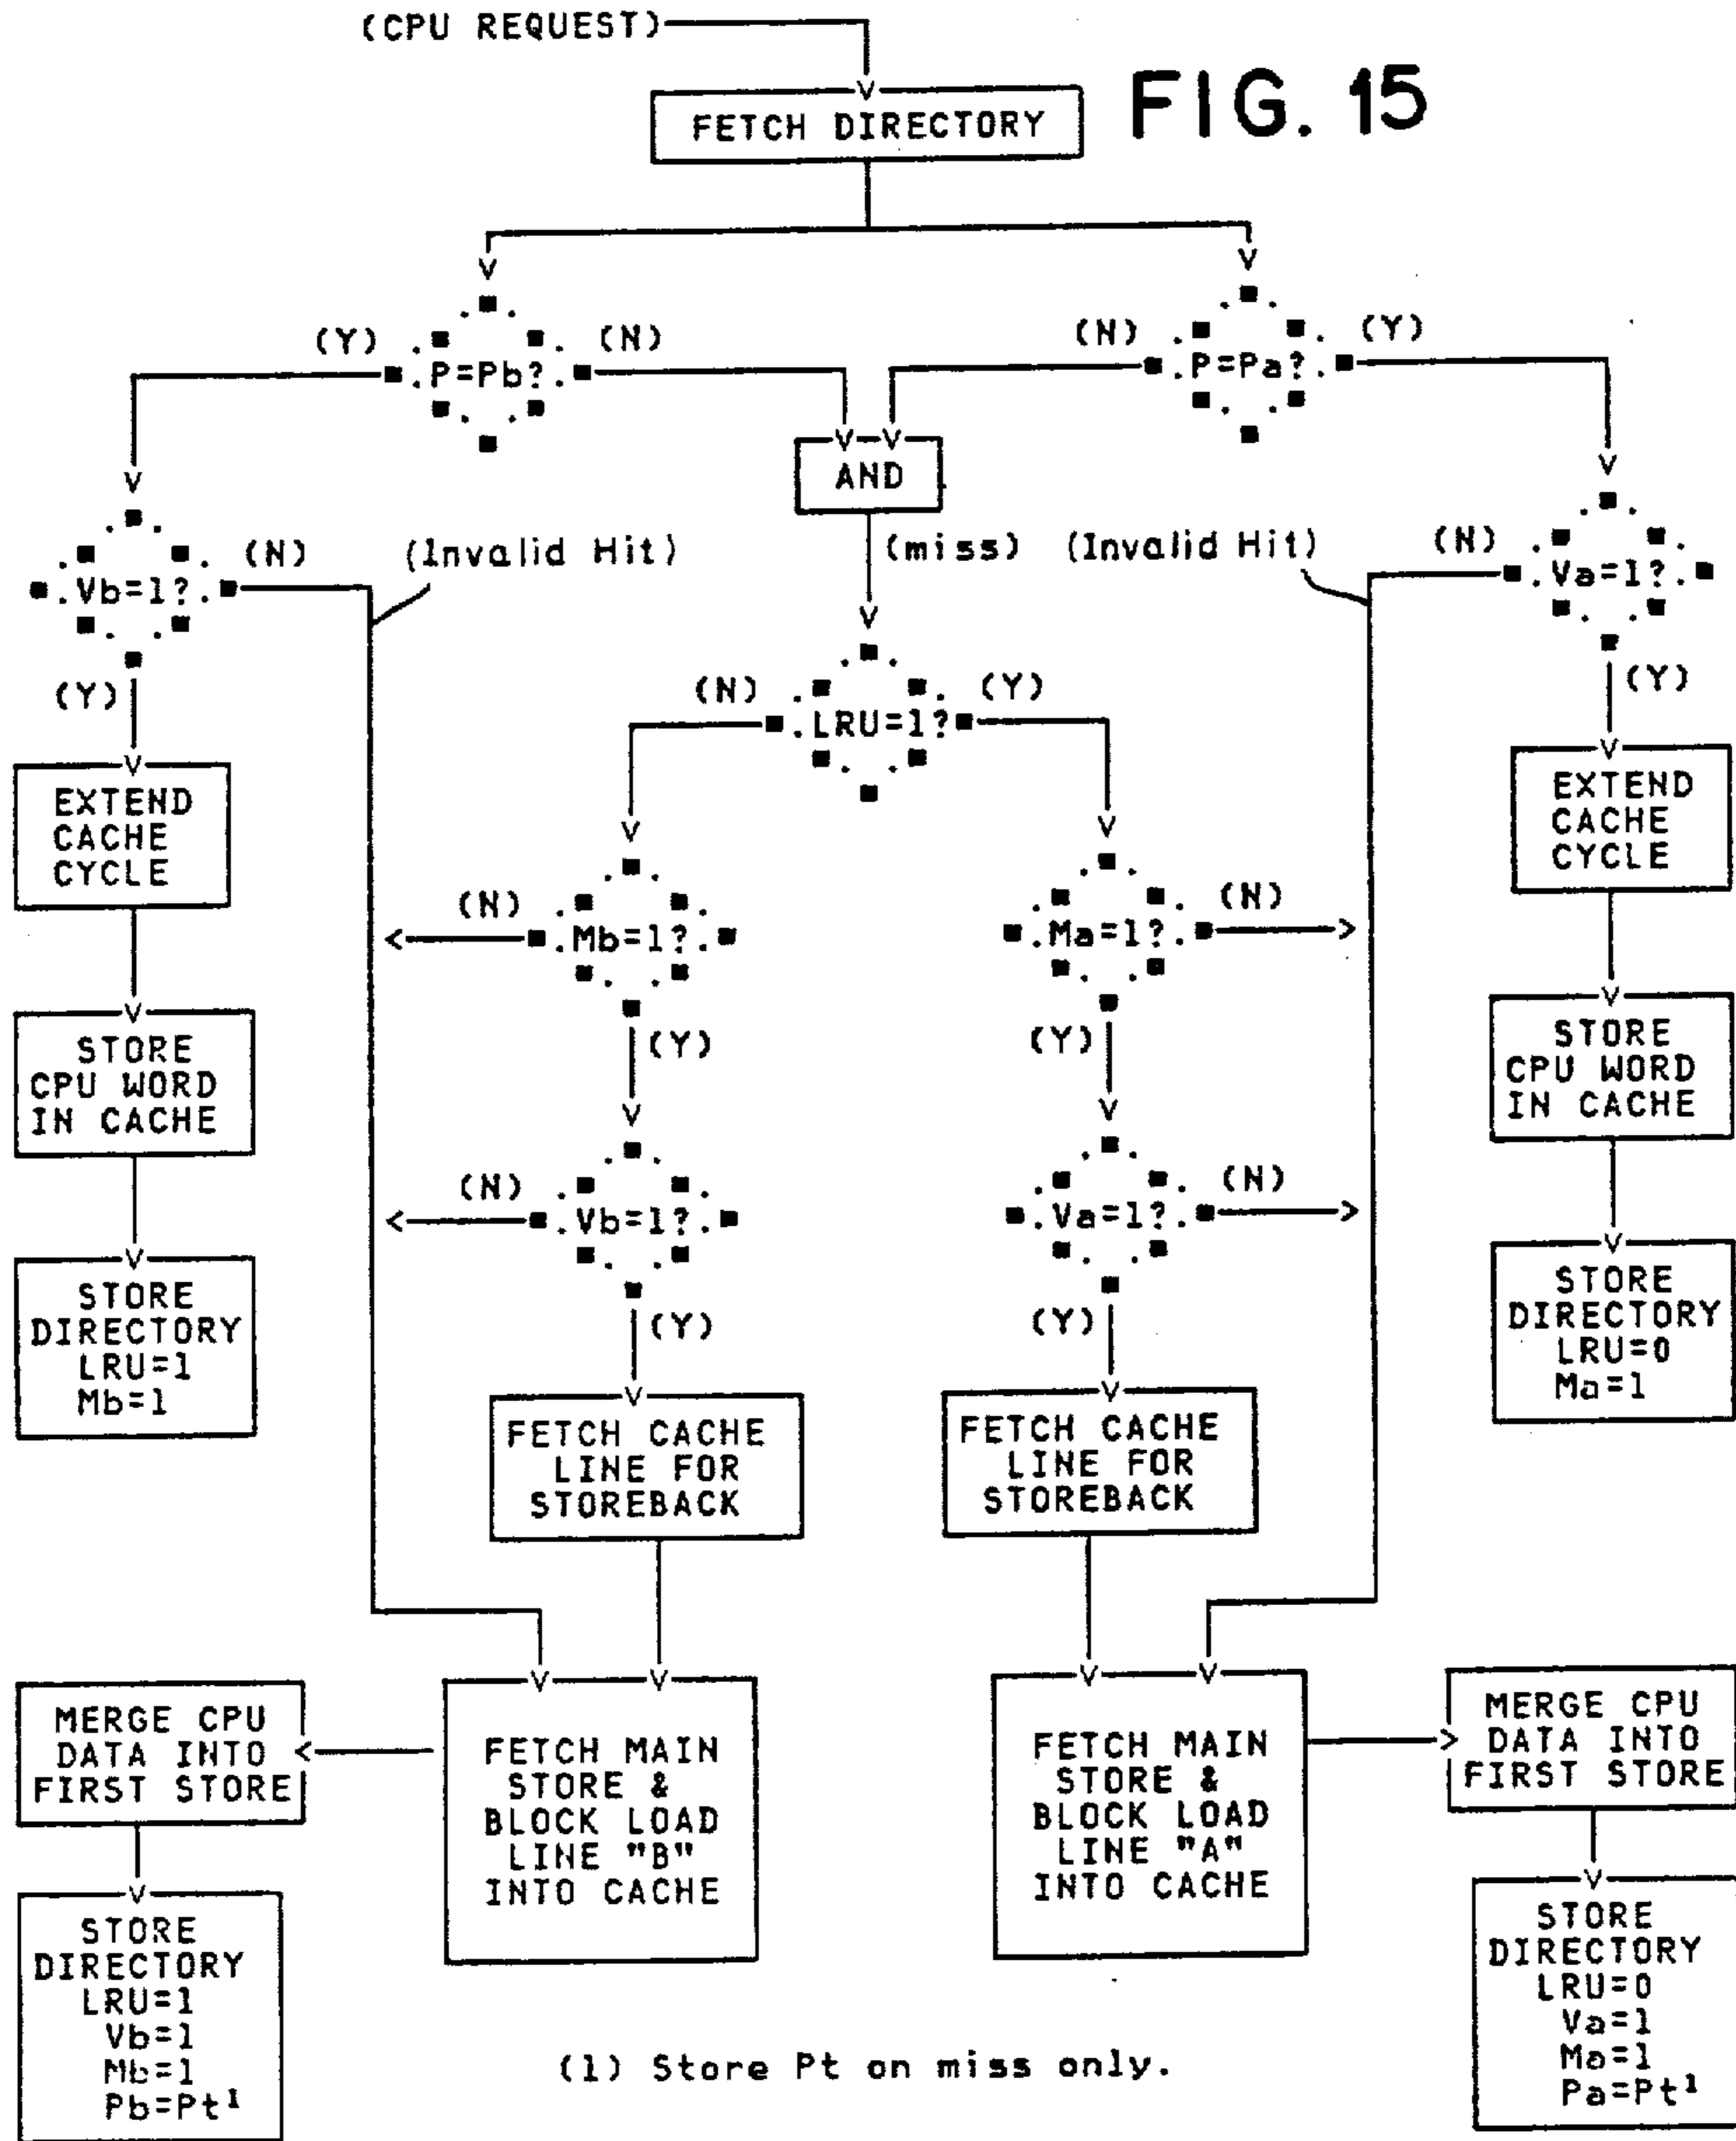 (CPU REQUEST)
FIG. 15
FETCH DIRECTORY
(Y)
P=Pb?
(N)
(N)
P=Pa?
(Y)
AND
Vb=1?
(N)
(Invalid Hit)
(miss)
(Invalid Hit)
(N)
Va=1?
(Y)
(N)
LRU=1?
(Y)
(Y)
EXTEND
CACHE
CYCLE
EXTEND
CACHE
CYCLE
(N)
Mb=1?
Ma=1?
(N)
(Y)
(Y)
STORE
CPU WORD
IN CACHE
STORE
CPU WORD
IN CACHE
(N)
Vb=1?
Va=1?
(N)
(Y)
(Y)
STORE
DIRECTORY
LRU=1
Mb=1
STORE
DIRECTORY
LRU=0
Ma=1
FETCH CACHE
LINE FOR
STOREBACK
FETCH CACHE
LINE FOR
STOREBACK
MERGE CPU
DATA INTO
FIRST STORE
FETCH MAIN
STORE &
BLOCK LOAD
LINE "B"
INTO CACHE
FETCH MAIN
STORE &
BLOCK LOAD
LINE "A"
INTO CACHE
MERGE CPU
DATA INTO
FIRST STORE
STORE
DIRECTORY
LRU=1
Vb=1
Mb=1
Pb=Pt¹
STORE
DIRECTORY
LRU=0
Va=1
Ma=1
Pa=Pt¹
(1) Store Pt on miss only.